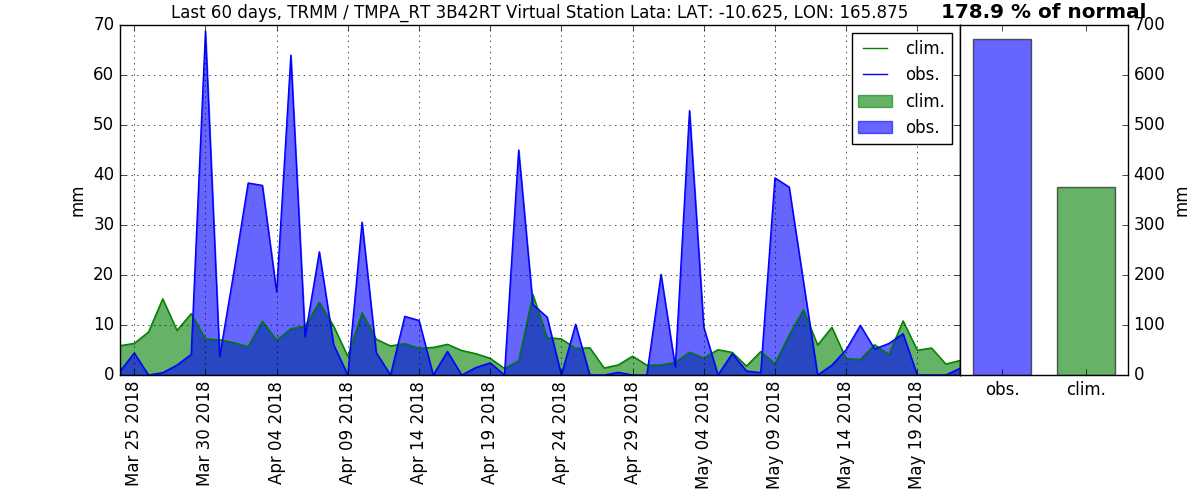 Last 60 days, TRMM / TMPA_RT 3B42RT Virtual Station Lata: LAT: -10.625, LON: 165.875
178.9 % of normal
70
60
50
40
30
20
10
0
mm
clim.
obs.
clim.
obs.
700
600
500
400
300
200
100
0
mm
obs.
clim.
Mar 25 2018
Mar 30 2018
Apr 04 2018
Apr 09 2018
Apr 14 2018
Apr 19 2018
Apr 24 2018
Apr 29 2018
May 04 2018
May 09 2018
May 14 2018
May 19 2018